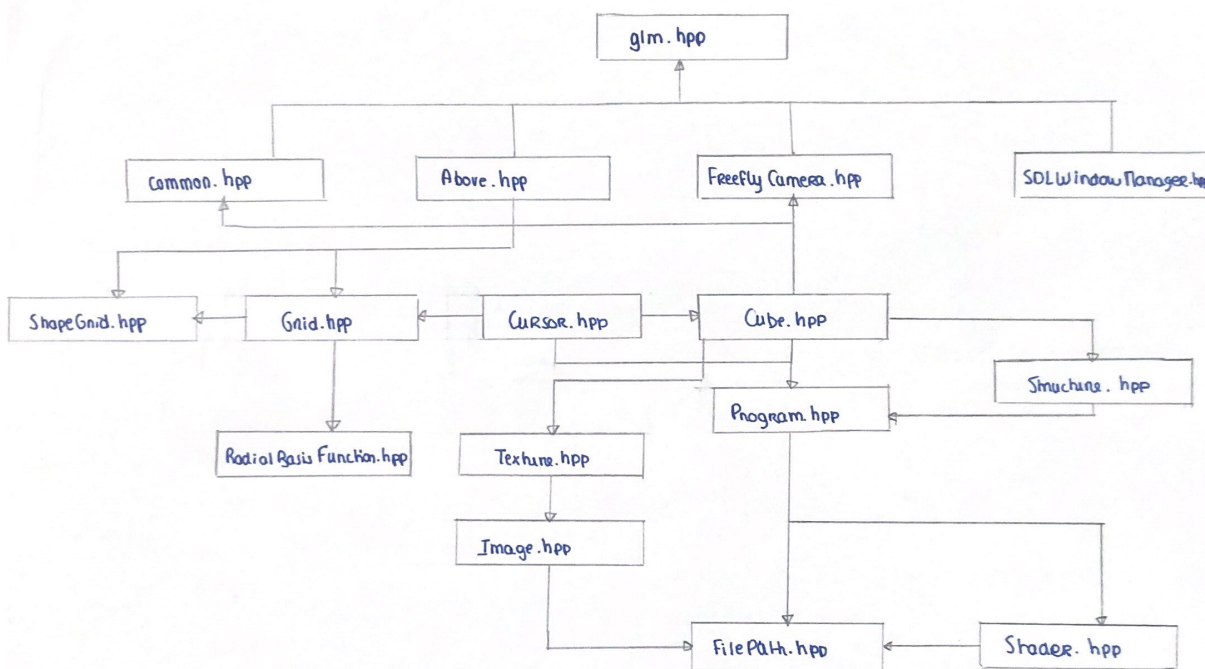 glm.hpp
Common.hpp
Above.hpp
Freefly Camera.hpp
SDLWindowManager.hp
ShapeGrid.hpp
Grid.hpp
Cursor.hpp
Cube.hpp
Structure.hpp
Program.hpp
Radial Basis Function.hpp
Texture.hpp
Image.hpp
FilePath.hpp
Shader.hpp